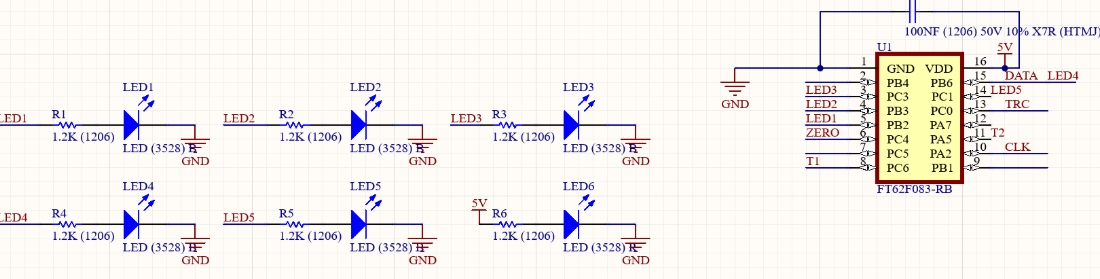 100NF (1206) 50V 10% X7R (HTMJ)
U1
5V
1 GND VDD 16
2 PB4 PB6 15 DATA LED4
LED3 3 PC3 PC1 14 LED5
LED2 4 PB3 PC0 13 TRC
LED1 5 PB2 PA7 12
ZERO 6 PC4 PA5 11 T2
7 PC5 PA2 10 CLK
T1 8 PC6 PB1 9
FT62F083-RB
GND
LED1
LED1 R1
1.2K (1206)
LED (3528)
GND
LED2
LED2 R2
1.2K (1206)
LED (3528)
GND
LED3
LED3 R3
1.2K (1206)
LED (3528)
GND
LED4
LED4 R4
1.2K (1206)
LED (3528)
GND
LED5
LED5 R5
1.2K (1206)
LED (3528)
GND
LED6
5V R6
1.2K (1206)
LED (3528)
GND